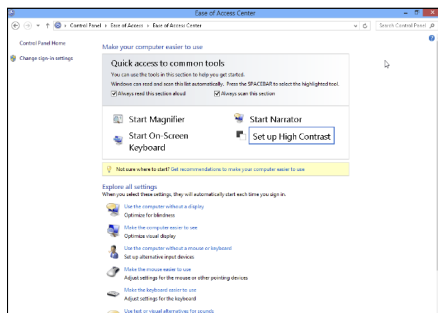 Ease of Access Center
Control Panel ▸ Ease of Access ▸ Ease of Access Center
Search Control Panel
Control Panel Home
Change sign-in settings
Make your computer easier to use
Quick access to common tools
You can use the tools in this section to help you get started.
Windows can read and scan this list automatically. Press the SPACEBAR to select the highlighted tool.
Always read this section aloud Always scan this section
Start Magnifier Start Narrator
Start On-Screen Keyboard Set up High Contrast
Not sure where to start? Get recommendations to make your computer easier to use
Explore all settings
When you select these settings, they will automatically start each time you sign in.
Use the computer without a display
Optimize for blindness
Make the computer easier to see
Optimize visual display
Use the computer without a mouse or keyboard
Set up alternative input devices
Make the mouse easier to use
Adjust settings for the mouse or other pointing devices
Make the keyboard easier to use
Adjust settings for the keyboard
Use text or visual alternatives for sounds